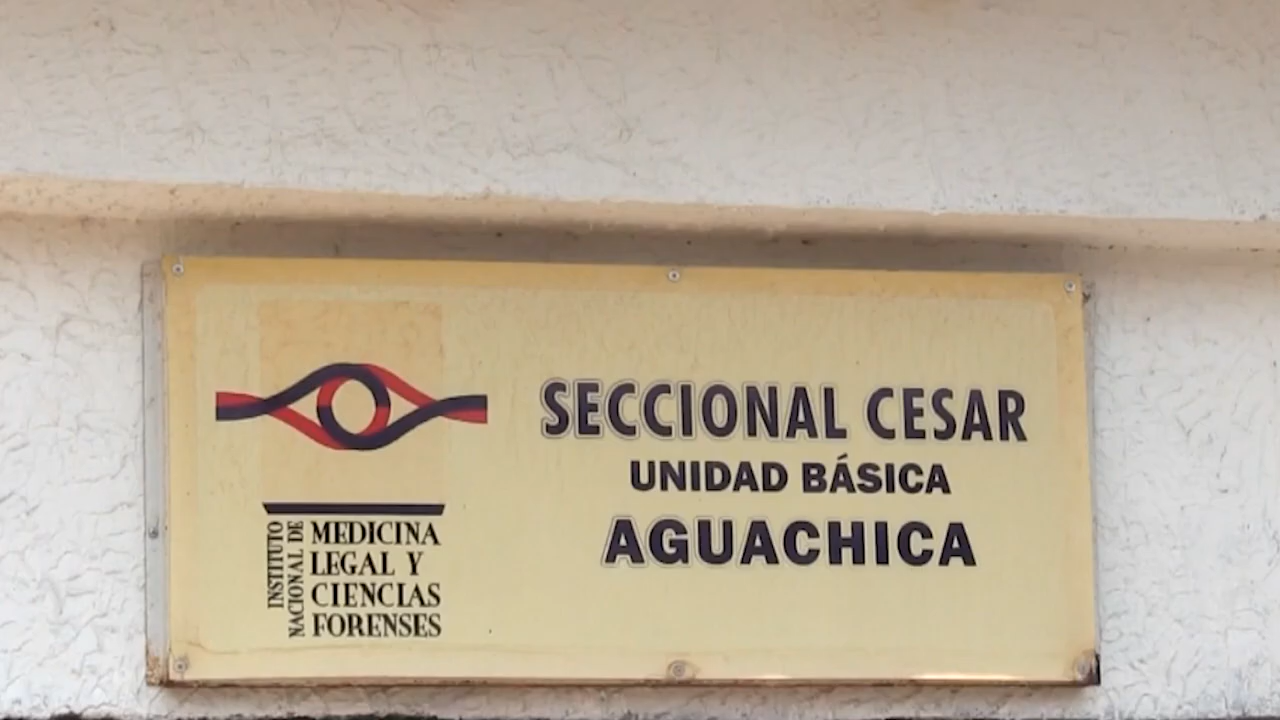 INSTITUTO
NACIONAL DE
MEDICINA
LEGAL Y
CIENCIAS
FORENSES
SECCIONAL CESAR
UNIDAD BÁSICA
AGUACHICA